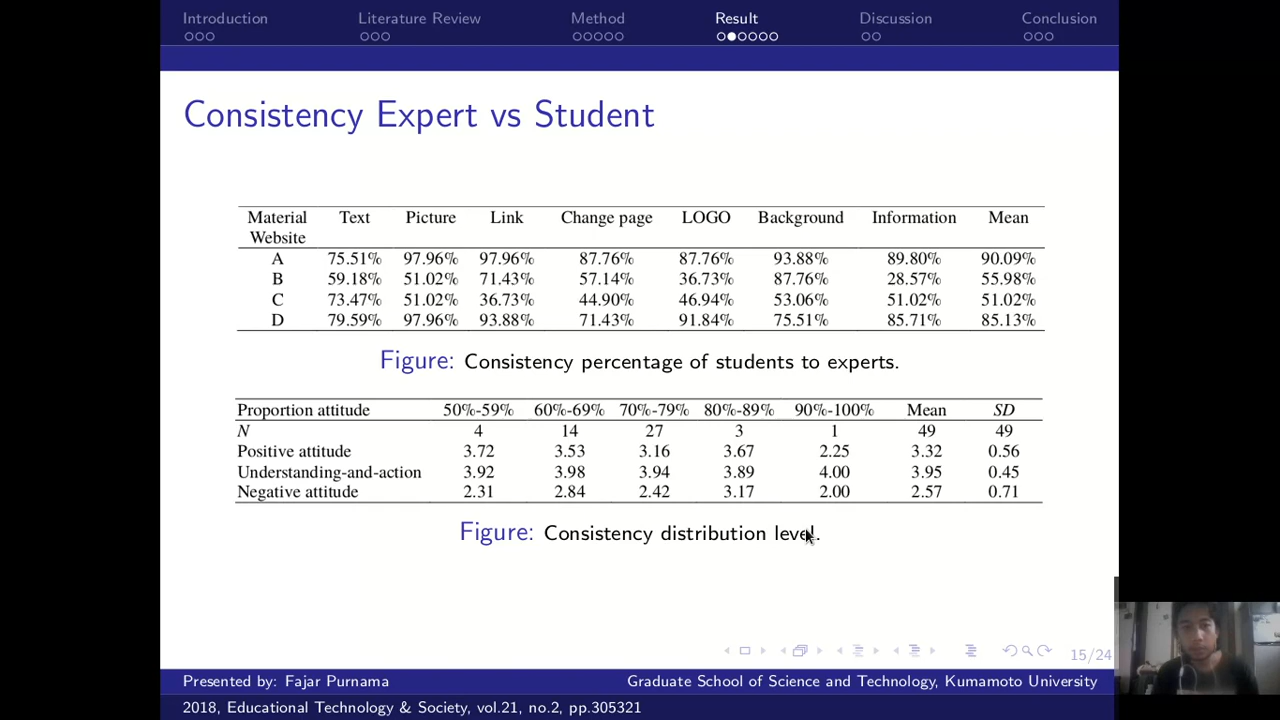 Introduction Literature Review Method Result Discussion Conclusion
Consistency Expert vs Student
Material Text Picture Link Change page LOGO Background Information Mean
Website
A 75.51% 97.96% 97.96% 87.76% 87.76% 93.88% 89.80% 90.09%
B 59.18% 51.02% 71.43% 57.14% 36.73% 87.76% 28.57% 55.98%
C 73.47% 51.02% 36.73% 44.90% 46.94% 53.06% 51.02% 51.02%
D 79.59% 97.96% 93.88% 71.43% 91.84% 75.51% 85.71% 85.13%
Figure: Consistency percentage of students to experts.
Proportion attitude 50%-59% 60%-69% 70%-79% 80%-89% 90%-100% Mean SD
N 4 14 27 3 1 49 49
Positive attitude 3.72 3.53 3.16 3.67 2.25 3.32 0.56
Understanding-and-action 3.92 3.98 3.94 3.89 4.00 3.95 0.45
Negative attitude 2.31 2.84 2.42 3.17 2.00 2.57 0.71
Figure: Consistency distribution level.
15/24
Presented by: Fajar Purnama Graduate School of Science and Technology, Kumamoto University
2018, Educational Technology & Society, vol.21, no.2, pp.305321